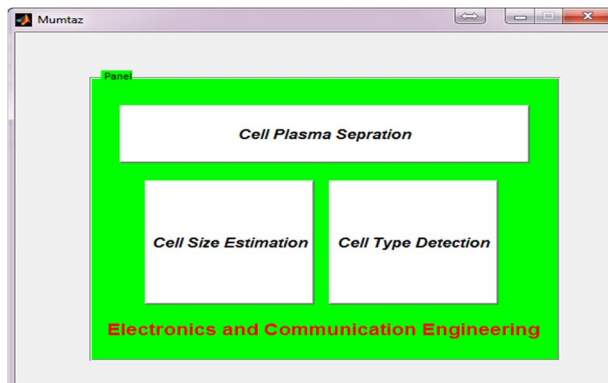 Mumtaz
Panel
Cell Plasma Sepration
Cell Size Estimation
Cell Type Detection
Electronics and Communication Engineering